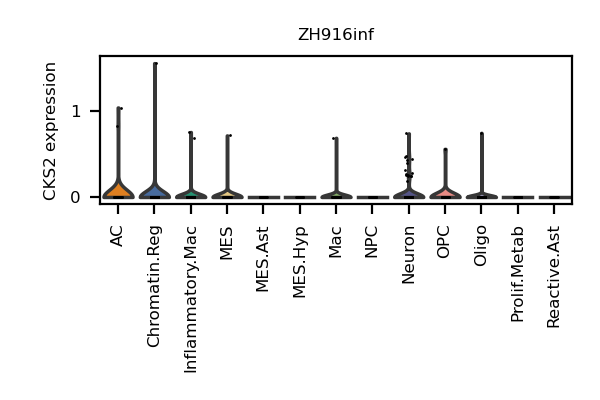 ZH916inf
CKS2 expression
1
0
AC
Chromatin.Reg
Inflammatory.Mac
MES
MES.Ast
MES.Hyp
Mac
NPC
Neuron
OPC
Oligo
Prolif.Metab
Reactive.Ast